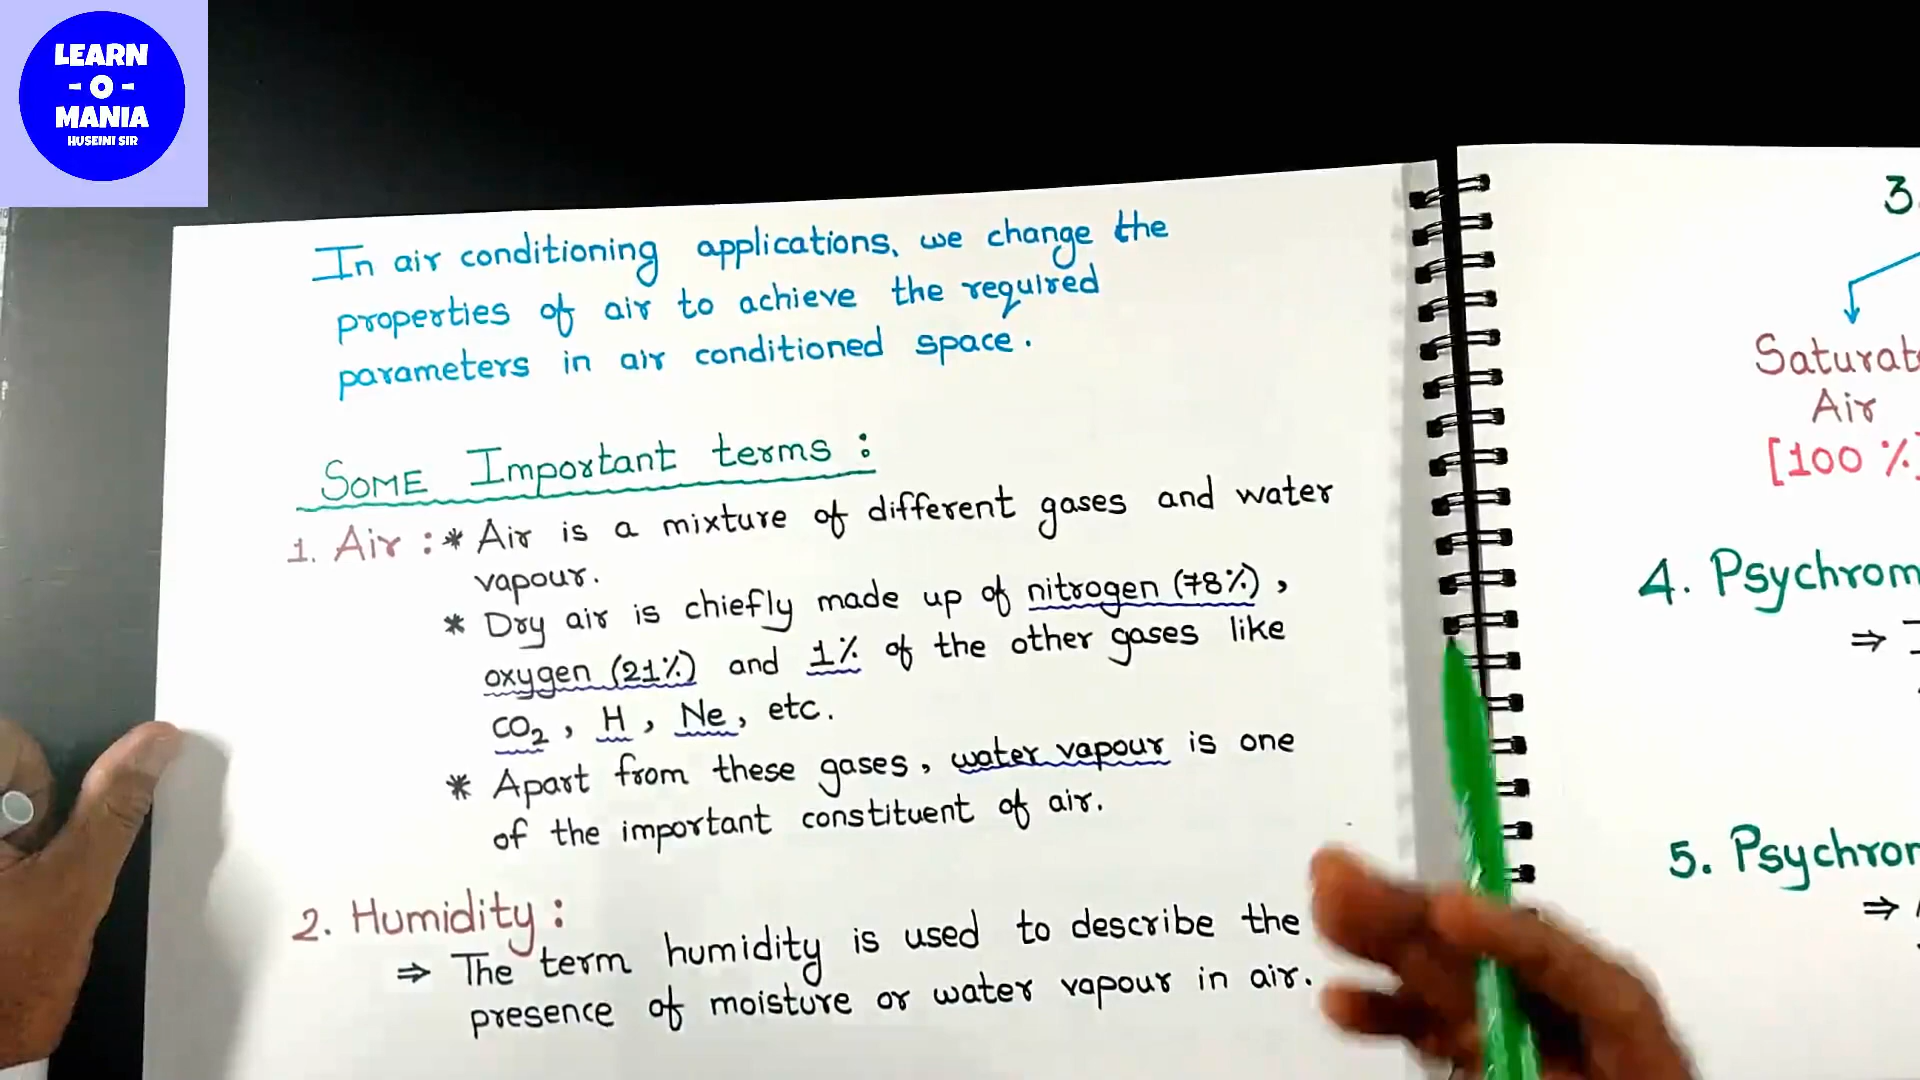 LEARN
- O -
MANIA
HUSEINI SIR
In air conditioning applications, we change the
properties of air to achieve the required
parameters in air conditioned space.
SOME Important terms :
1. Air : * Air is a mixture of different gases and water
vapour.
* Dry air is chiefly made up of nitrogen (78%),
oxygen (21%) and 1% of the other gases like
CO₂, H, Ne, etc.
* Apart from these gases, water vapour is one
of the important constituent of air.
2. Humidity :
⇒ The term humidity is used to describe the
presence of moisture or water vapour in air.
3.
Saturat
Air
[100 %]
4. Psychrom
⇒
5. Psychrom
⇒